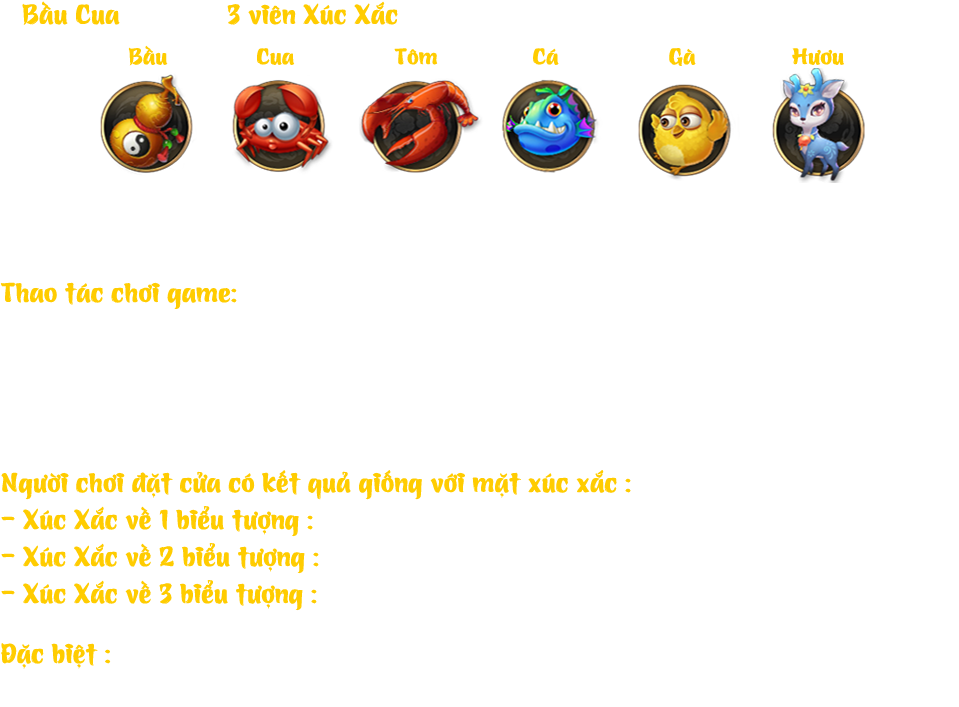 Bầu Cua 3 viên Xúc Xắc
Bầu Cua Tôm Cá Gà Hươu
Thao tác chơi game:
Người chơi đặt cửa có kết quả giống với mặt xúc xắc :
- Xúc Xắc về 1 biểu tượng :
- Xúc Xắc về 2 biểu tượng :
- Xúc Xắc về 3 biểu tượng :
Đặc biệt :